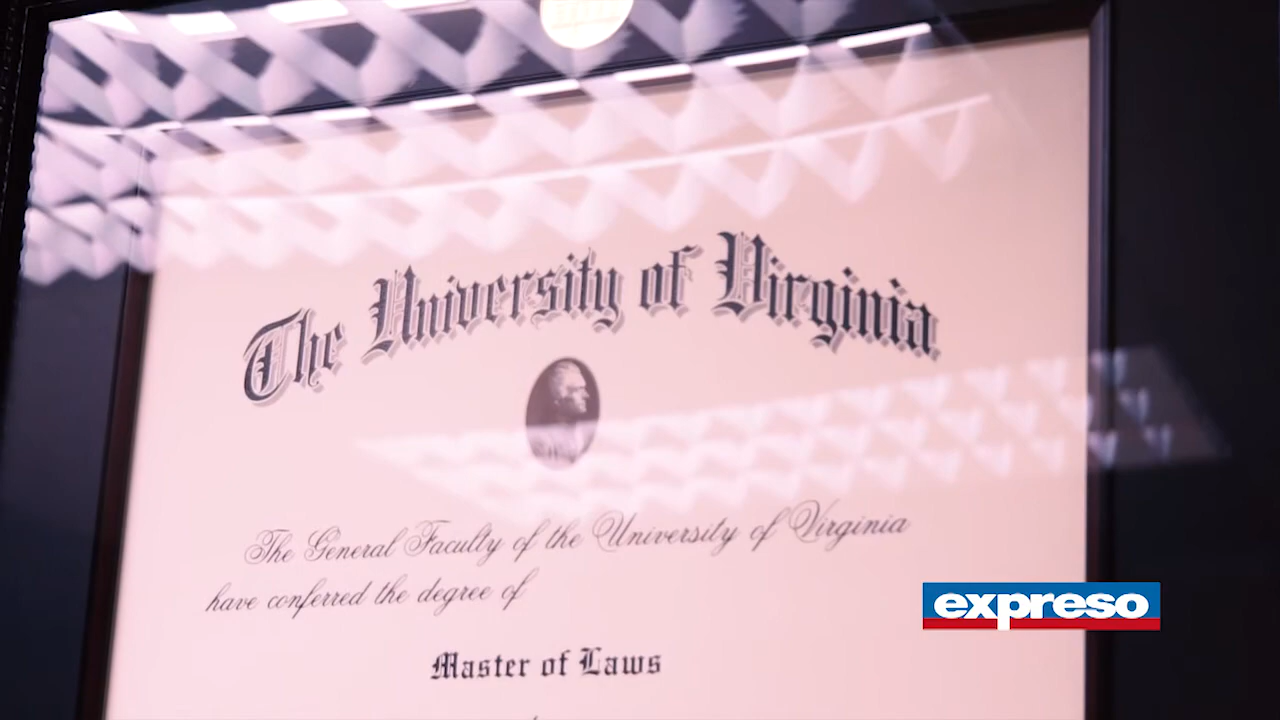 The University of Virginia
The General Faculty of the University of Virginia
have conferred the degree of
Master of Laws
expreso